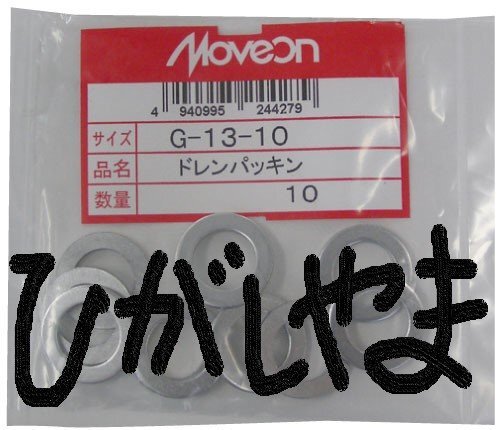 Moveon
4 940995 244279
サイズ G-13-10
品名 ドレンパッキン
数量 10
ひがしやま